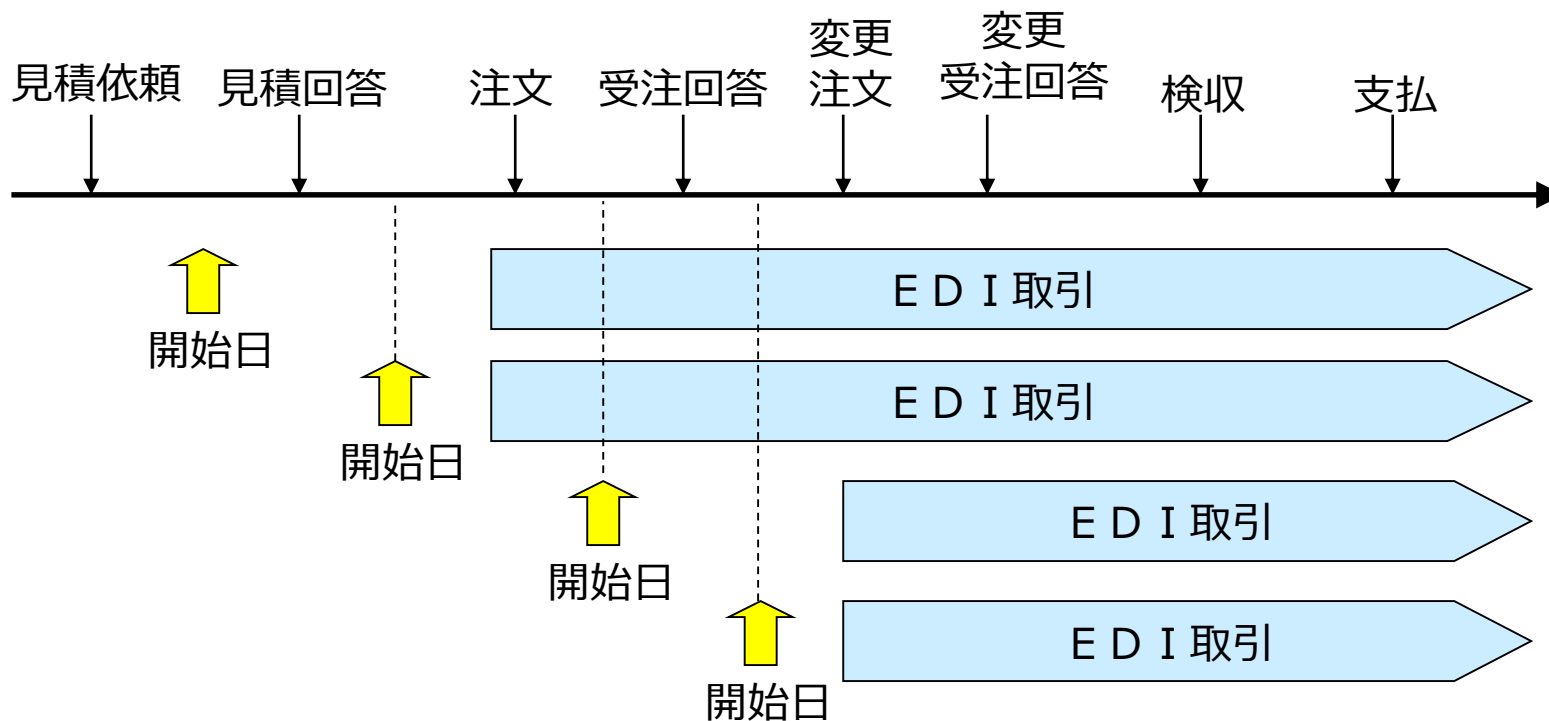 見積依頼
見積回答
注文
受注回答
変更
注文
変更
受注回答
検収
支払
ＥＤＩ取引
開始日
ＥＤＩ取引
開始日
ＥＤＩ取引
開始日
ＥＤＩ取引
開始日